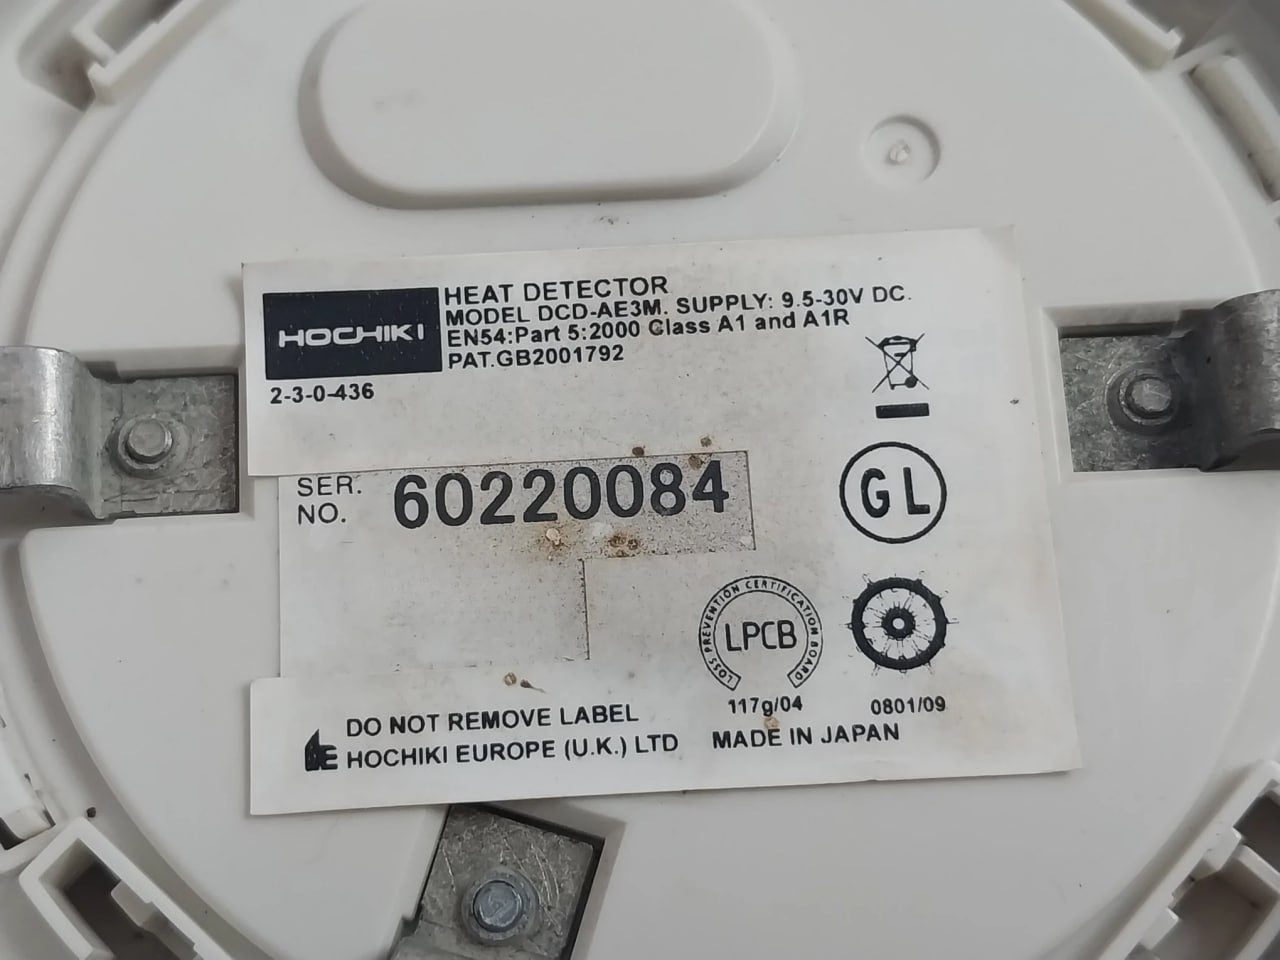 HOCHIKI
HEAT DETECTOR
MODEL DCD-AE3M. SUPPLY: 9.5-30V DC.
EN54:Part 5:2000 Class A1 and A1R
PAT.GB2001792
2-3-0-436
SER. NO. 60220084
GL
LOSS PREVENTION CERTIFICATION BOARD
LPCB
117g/04
0801/09
DO NOT REMOVE LABEL
HOCHIKI EUROPE (U.K.) LTD
MADE IN JAPAN